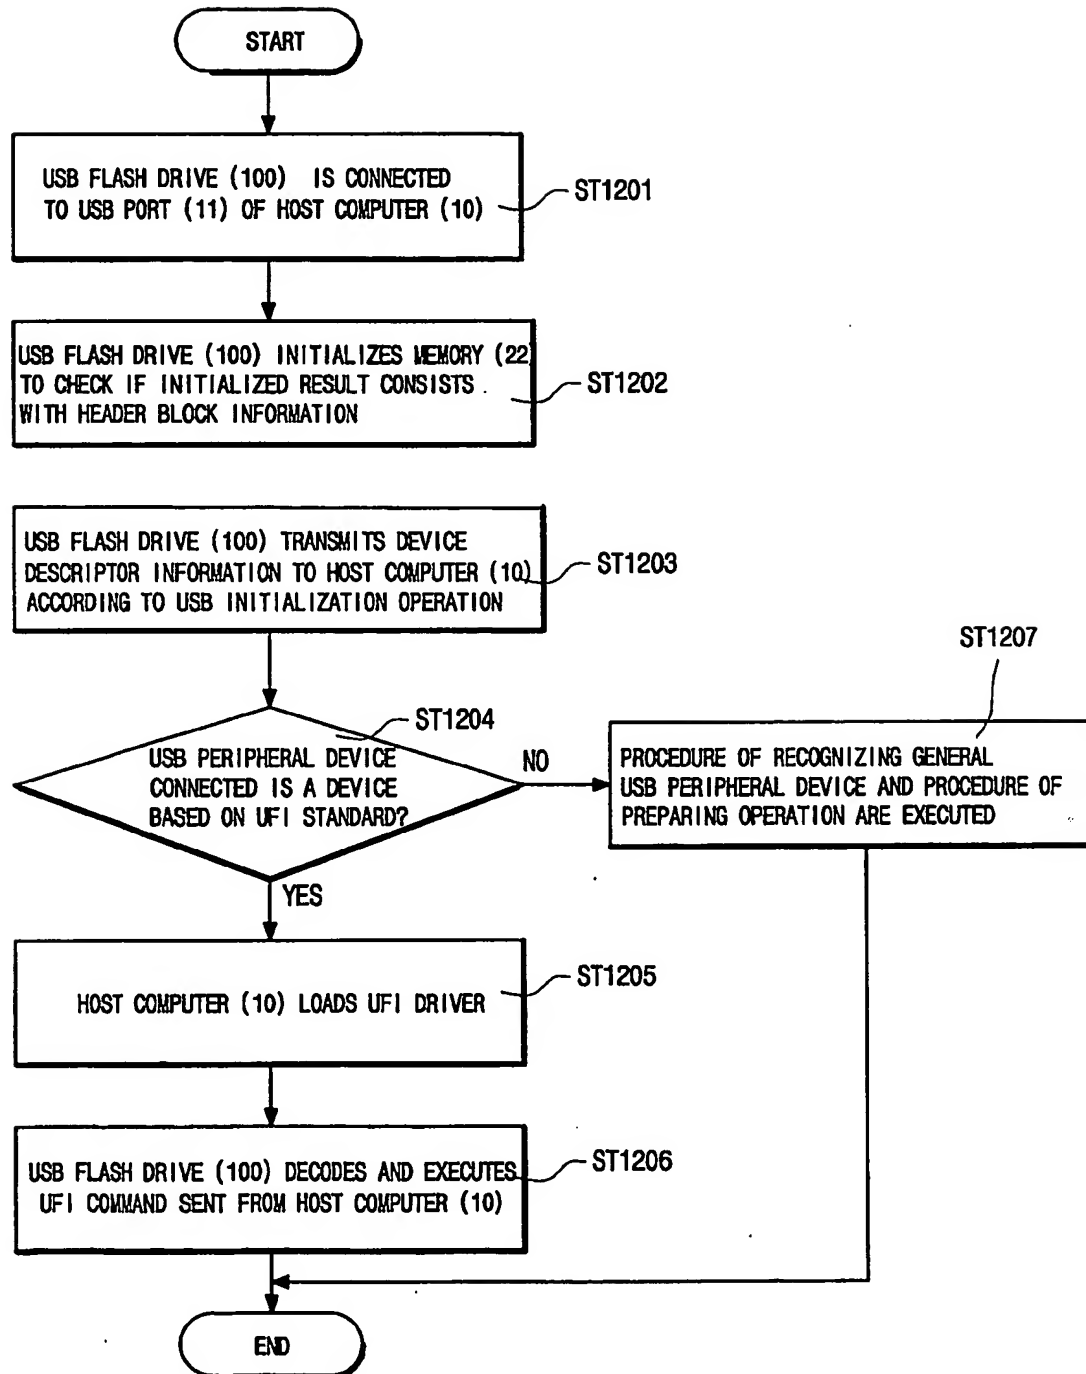 START
USB FLASH DRIVE (100) IS CONNECTED
TO USB PORT (11) OF HOST COMPUTER (10)
ST1201
USB FLASH DRIVE (100) INITIALIZES MEMORY (22)
TO CHECK IF INITIALIZED RESULT CONSISTS
WITH HEADER BLOCK INFORMATION
ST1202
USB FLASH DRIVE (100) TRANSMITS DEVICE
DESCRIPTOR INFORMATION TO HOST COMPUTER (10)
ACCORDING TO USB INITIALIZATION OPERATION
ST1203
ST1204
USB PERIPHERAL DEVICE
CONNECTED IS A DEVICE
BASED ON UFI STANDARD?
NO
ST1207
PROCEDURE OF RECOGNIZING GENERAL
USB PERIPHERAL DEVICE AND PROCEDURE OF
PREPARING OPERATION ARE EXECUTED
YES
HOST COMPUTER (10) LOADS UFI DRIVER
ST1205
USB FLASH DRIVE (100) DECODES AND EXECUTES
UFI COMMAND SENT FROM HOST COMPUTER (10)
ST1206
END